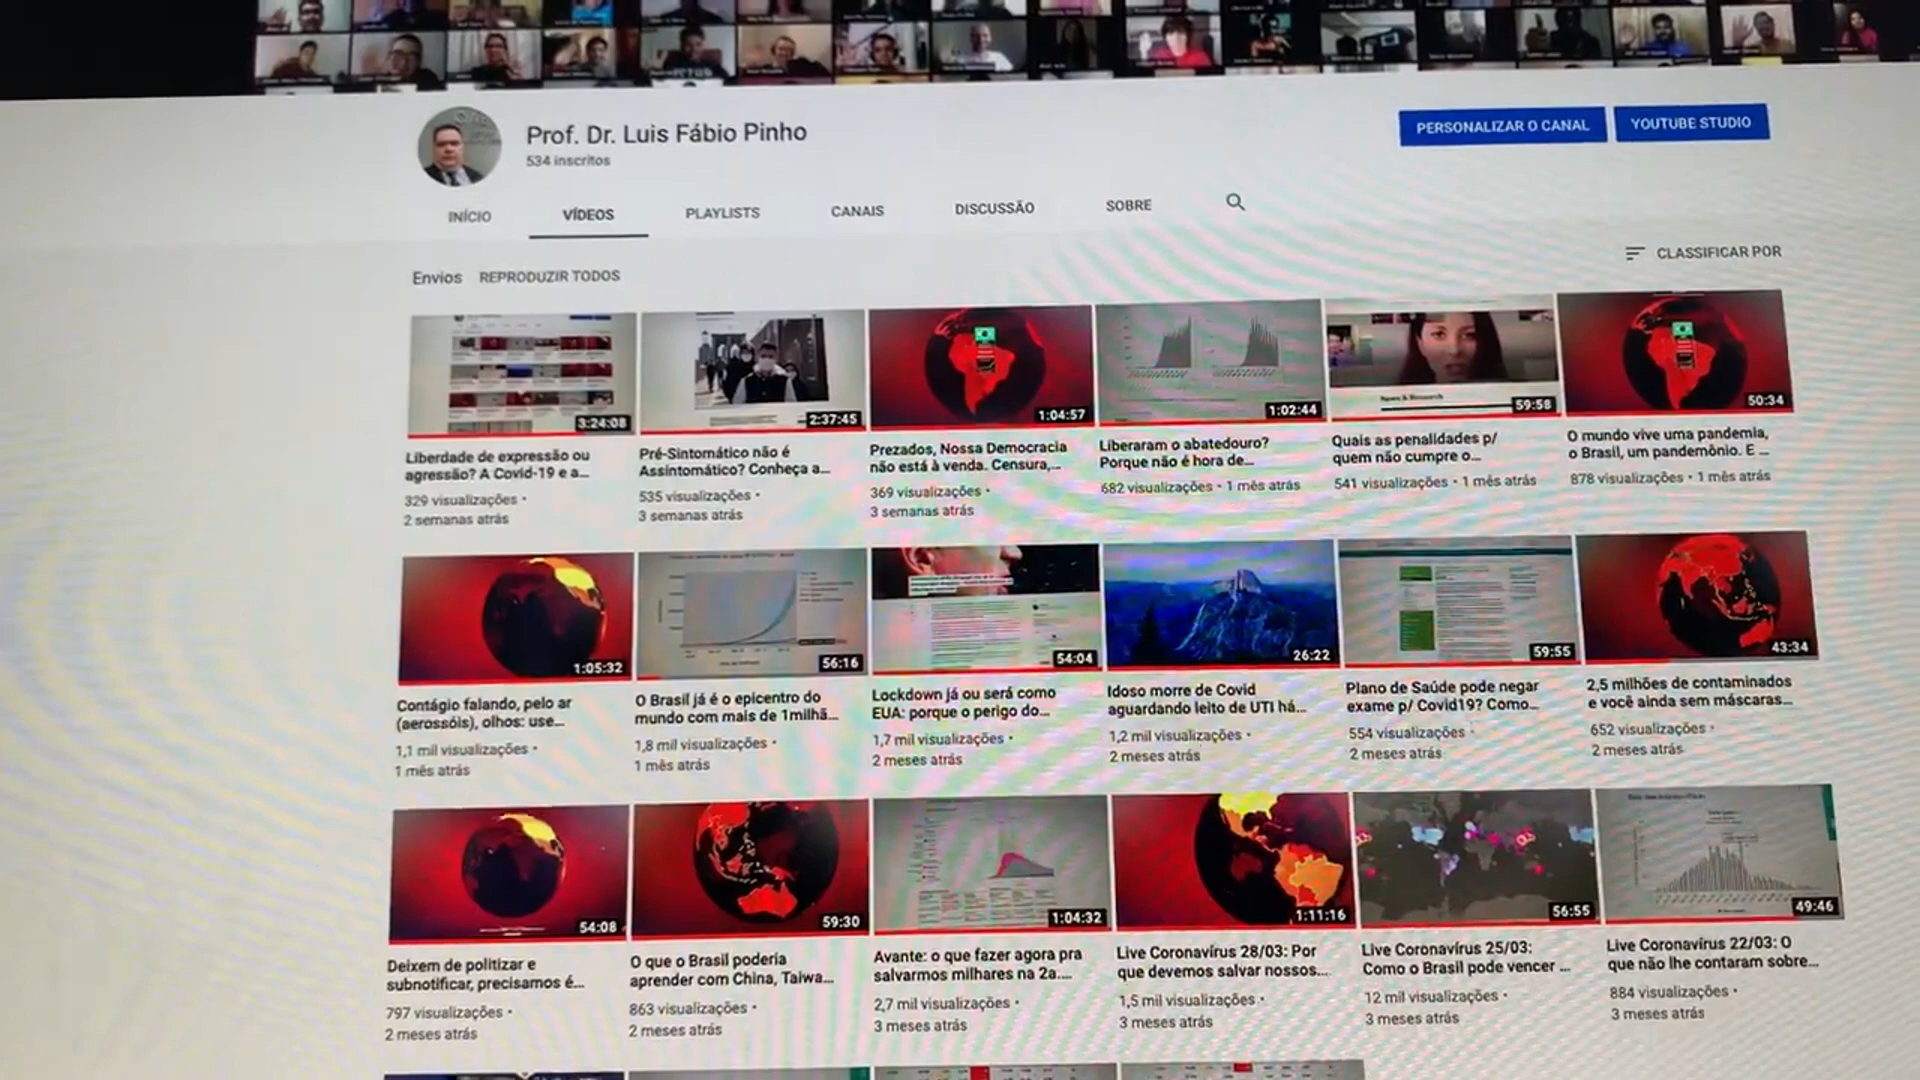 Prof. Dr. Luis Fábio Pinho
534 inscritos
PERSONALIZAR O CANAL
YOUTUBE STUDIO
INÍCIO
VÍDEOS
PLAYLISTS
CANAIS
DISCUSSÃO
SOBRE
Envios
REPRODUZIR TODOS
CLASSIFICAR POR
3:24:08
2:37:45
1:04:57
1:02:44
59:58
50:34
Liberdade de expressão ou
agressão? A Covid-19 e a...
329 visualizações •
2 semanas atrás
Pré-Sintomático não é
Assintomático? Conheça a...
535 visualizações •
3 semanas atrás
Prezados, Nossa Democracia
não está à venda. Censura,...
369 visualizações •
3 semanas atrás
Liberaram o abatedouro?
Porque não é hora de...
682 visualizações • 1 mês atrás
Quais as penalidades p/
quem não cumpre o...
541 visualizações • 1 mês atrás
O mundo vive uma pandemia,
o Brasil, um pandemônio. E ...
878 visualizações • 1 mês atrás
1:05:32
56:16
54:04
26:22
59:55
43:34
Contágio falando, pelo ar
(aerossóis), olhos: use...
1,1 mil visualizações •
1 mês atrás
O Brasil já é o epicentro do
mundo com mais de 1milhã...
1,8 mil visualizações •
1 mês atrás
Lockdown já ou será como
EUA: porque o perigo do...
1,7 mil visualizações •
2 meses atrás
Idoso morre de Covid
aguardando leito de UTI há...
1,2 mil visualizações •
2 meses atrás
Plano de Saúde pode negar
exame p/ Covid19? Como...
554 visualizações •
2 meses atrás
2,5 milhões de contaminados
e você ainda sem máscaras...
652 visualizações •
2 meses atrás
54:08
59:30
1:04:32
1:11:16
56:55
49:46
Deixem de politizar e
subnotificar, precisamos é...
797 visualizações •
2 meses atrás
O que o Brasil poderia
aprender com China, Taiwa...
863 visualizações •
2 meses atrás
Avante: o que fazer agora pra
salvarmos milhares na 2a....
2,7 mil visualizações •
3 meses atrás
Live Coronavírus 28/03: Por
que devemos salvar nossos...
1,5 mil visualizações •
3 meses atrás
Live Coronavírus 25/03:
Como o Brasil pode vencer ...
12 mil visualizações •
3 meses atrás
Live Coronavírus 22/03: O
que não lhe contaram sobre...
884 visualizações •
3 meses atrás